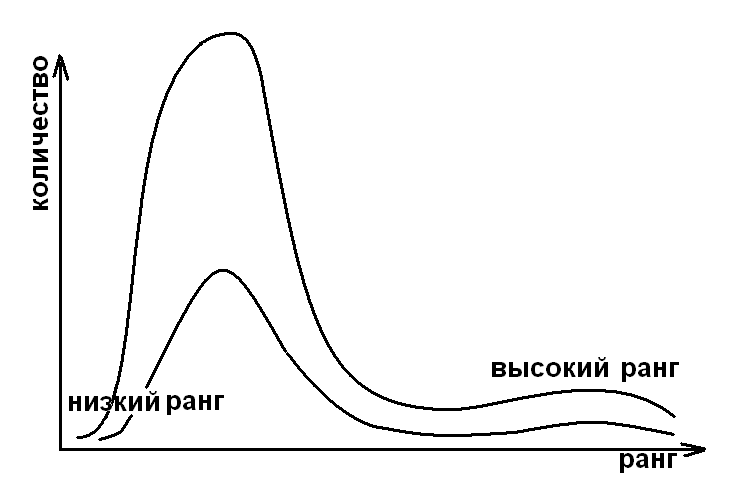 количество
высокий ранг
низкий ранг
ранг